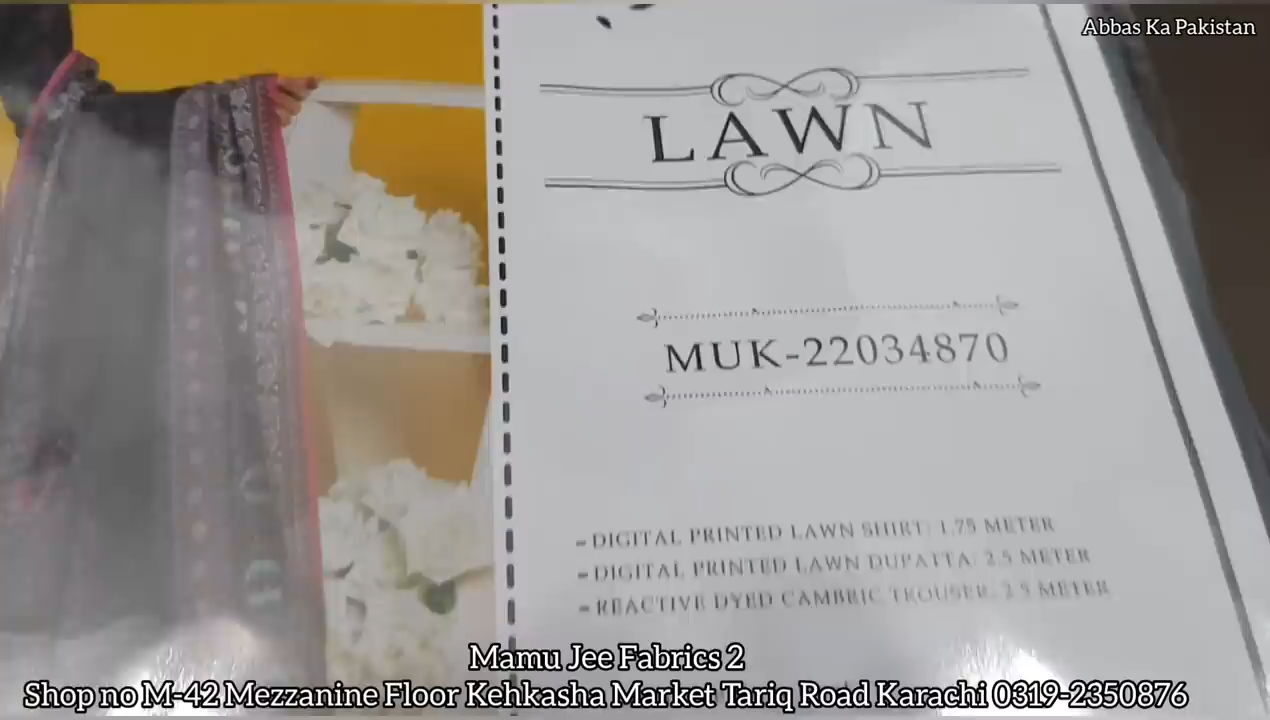 Abbas Ka Pakistan
LAWN
MUK-22034870
-DIGITAL PRINTED LAWN SHIRT: 1.75 METER
-DIGITAL PRINTED LAWN DUPATTA: 2.5 METER
-REACTIVE DYED CAMBRIC TROUSER: 2.5 METER
Mamu Jee Fabrics 2
Shop no M-42 Mezzanine Floor Kehkasha Market Tariq Road Karachi 0319-2350876